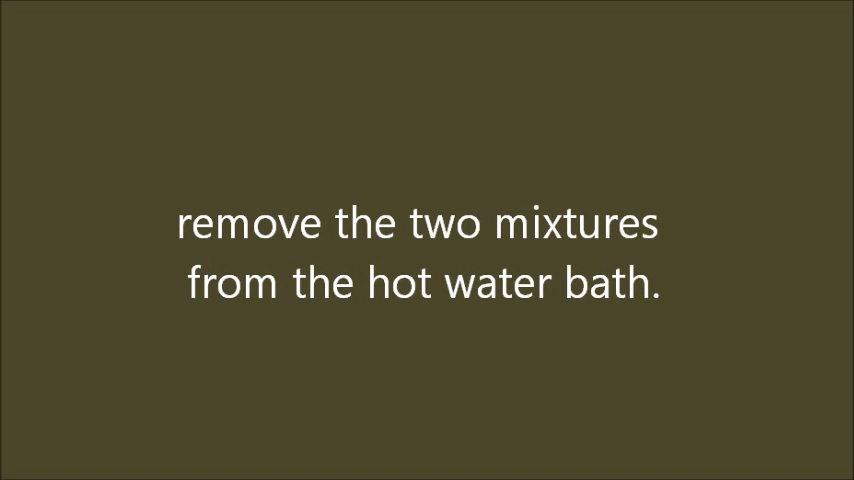 remove the two mixtures
from the hot water bath.